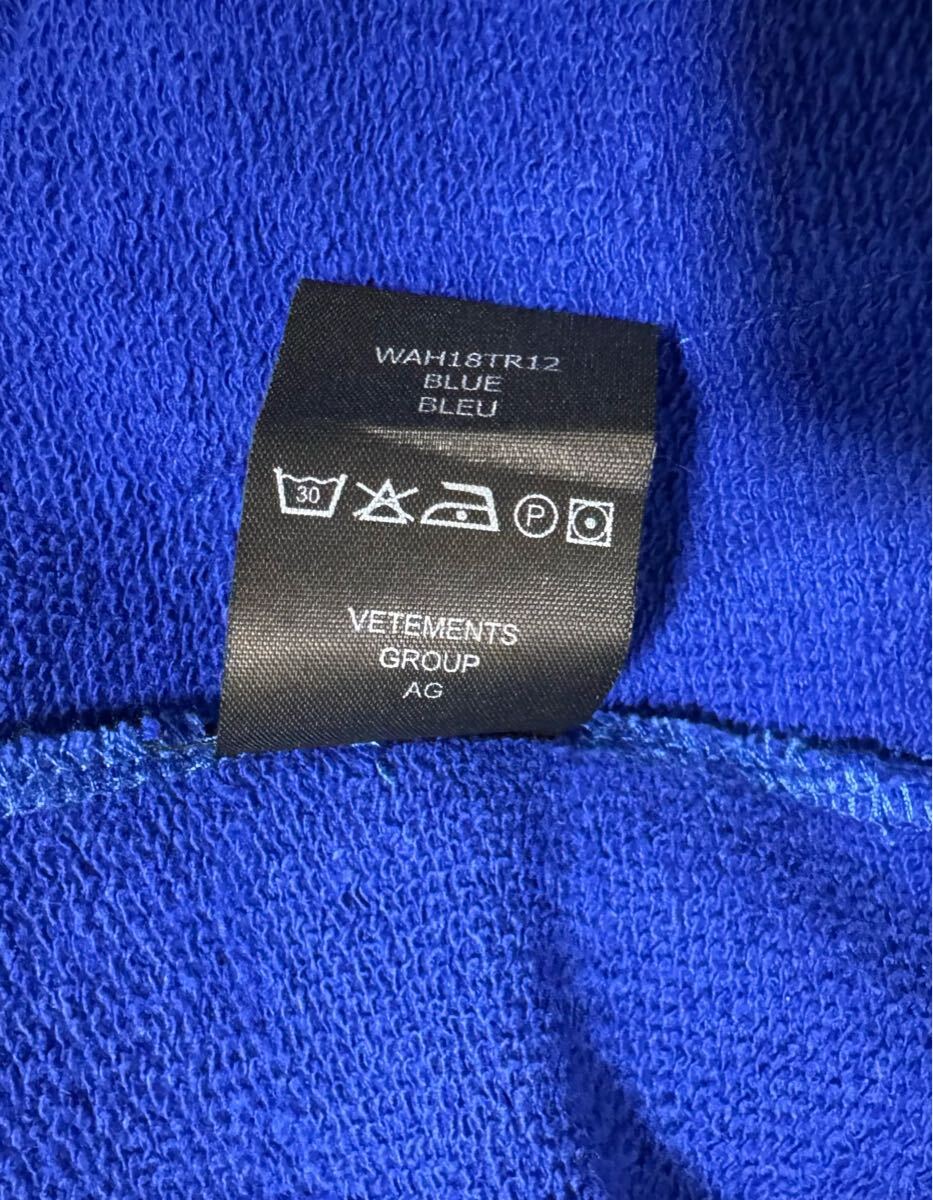 WAH18TR12
BLUE
BLEU
30
P
VETEMENTS
GROUP
AG